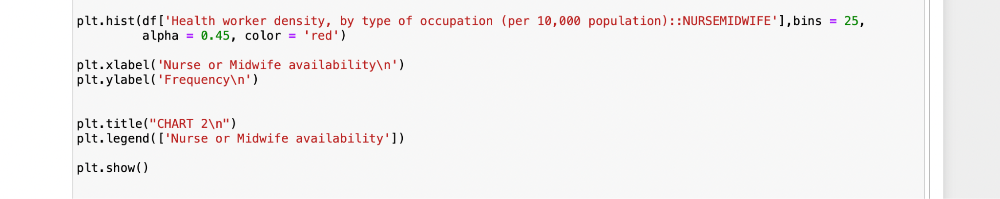 plt.hist(df['Health worker density, by type of occupation (per 10,000 population)::NURSEMIDWIFE'],bins = 25,
         alpha = 0.45, color = 'red')
plt.xlabel('Nurse or Midwife availability\n')
plt.ylabel('Frequency\n')
plt.title("CHART 2\n")
plt.legend(['Nurse or Midwife availability'])
plt.show()